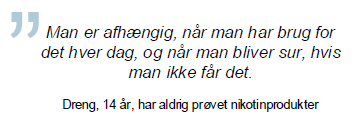 ”
Man er afhængig, når man har brug for
det hver dag, og når man bliver sur, hvis
man ikke får det.
Dreng, 14 år, har aldrig prøvet nikotinprodukter